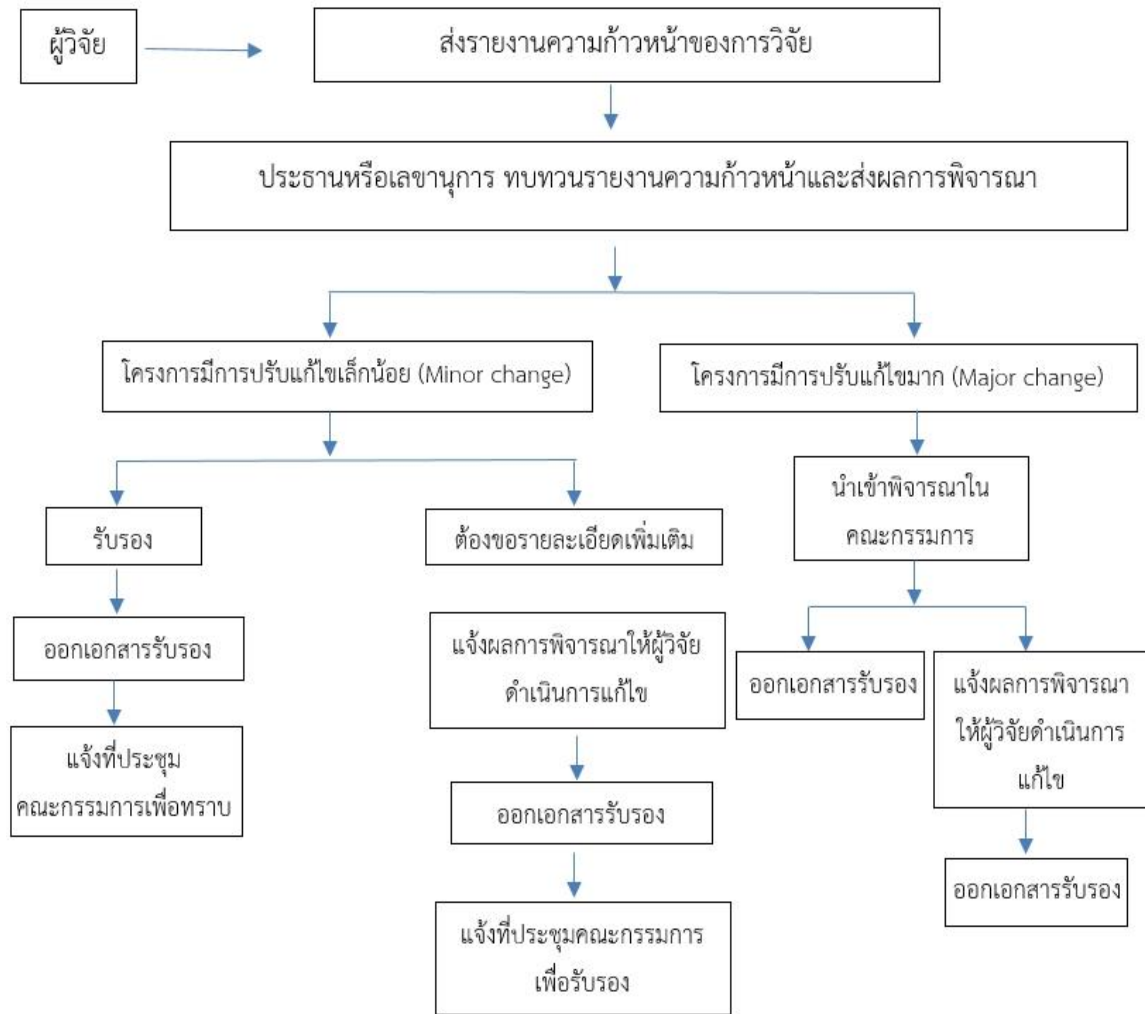 ผู้วิจัย
ส่งรายงานความก้าวหน้าของการวิจัย
ประธานหรือเลขานุการ ทบทวนรายงานความก้าวหน้าและส่งผลการพิจารณา
โครงการมีการปรับแก้ไขเล็กน้อย (Minor change)
โครงการมีการปรับแก้ไขมาก (Major change)
รับรอง
ต้องขอรายละเอียดเพิ่มเติม
นำเข้าพิจารณาใน
คณะกรรมการ
ออกเอกสารรับรอง
แจ้งผลการพิจารณาให้ผู้วิจัย
ดำเนินการแก้ไข
ออกเอกสารรับรอง
แจ้งผลการพิจารณา
ให้ผู้วิจัยดำเนินการ
แก้ไข
แจ้งที่ประชุม
คณะกรรมการเพื่อทราบ
ออกเอกสารรับรอง
ออกเอกสารรับรอง
แจ้งที่ประชุมคณะกรรมการ
เพื่อรับรอง